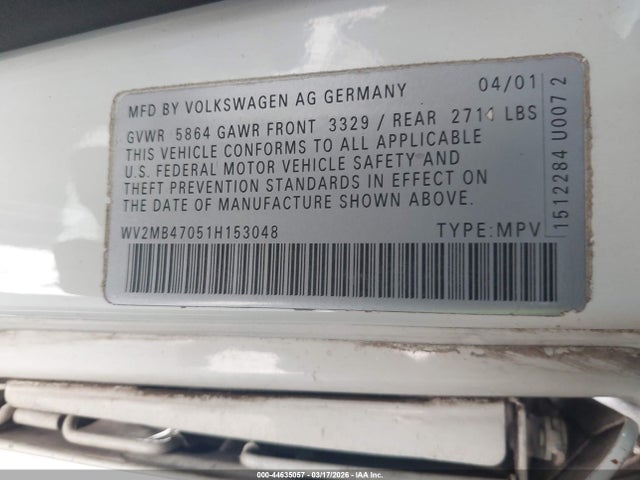 MFD BY VOLKSWAGEN AG GERMANY 04/01
GVWR 5864 GAWR FRONT 3329 / REAR 2711 LBS
THIS VEHICLE CONFORMS TO ALL APPLICABLE
U.S. FEDERAL MOTOR VEHICLE SAFETY AND
THEFT PREVENTION STANDARDS IN EFFECT ON
THE DATE OF MANUFACTURE SHOWN ABOVE.
WV2MB47051H153048 TYPE: MPV
1512284 U0072
000-44635057 - 03/17/2026 - IAA Inc.